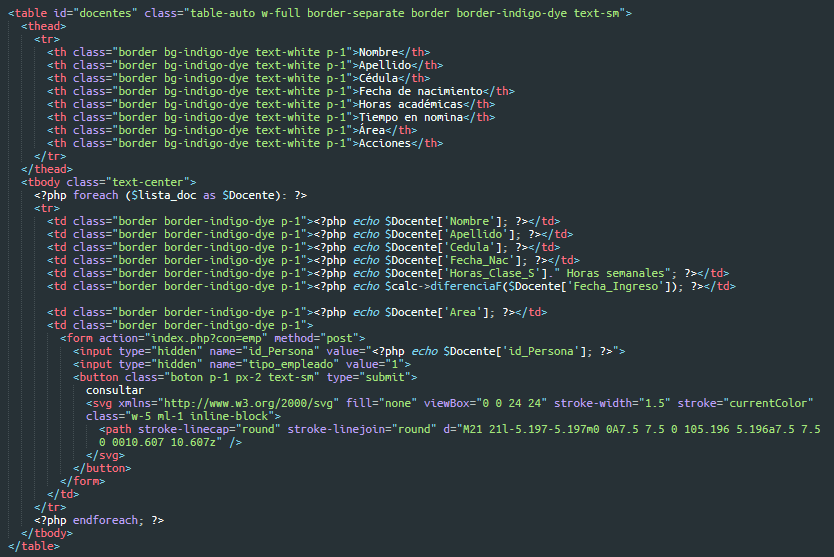 <table id="docentes" class="table-auto w-full border-separate border border-indigo-dye text-sm">
<thead>
<tr>
<th class="border bg-indigo-dye text-white p-1">Nombre</th>
<th class="border bg-indigo-dye text-white p-1">Apellido</th>
<th class="border bg-indigo-dye text-white p-1">Cédula</th>
<th class="border bg-indigo-dye text-white p-1">Fecha de nacimiento</th>
<th class="border bg-indigo-dye text-white p-1">Horas académicas</th>
<th class="border bg-indigo-dye text-white p-1">Tiempo en nomina</th>
<th class="border bg-indigo-dye text-white p-1">Área</th>
<th class="border bg-indigo-dye text-white p-1">Acciones</th>
</tr>
</thead>
<tbody class="text-center">
<?php foreach ($lista_doc as $Docente): ?>
<tr>
<td class="border border-indigo-dye p-1"><?php echo $Docente['Nombre']; ?></td>
<td class="border border-indigo-dye p-1"><?php echo $Docente['Apellido']; ?></td>
<td class="border border-indigo-dye p-1"><?php echo $Docente['Cedula']; ?></td>
<td class="border border-indigo-dye p-1"><?php echo $Docente['Fecha_Nac']; ?></td>
<td class="border border-indigo-dye p-1"><?php echo $Docente['Horas_Clase_S']." Horas semanales"; ?></td>
<td class="border border-indigo-dye p-1"><?php echo $calc->diferenciaF($Docente['Fecha_Ingreso']); ?></td>
<td class="border border-indigo-dye p-1"><?php echo $Docente['Area']; ?></td>
<td class="border border-indigo-dye p-1">
<form action="index.php?con=emp" method="post">
<input type="hidden" name="id_Persona" value="<?php echo $Docente['id_Persona']; ?>">
<input type="hidden" name="tipo_empleado" value="1">
<button class="boton p-1 px-2 text-sm" type="submit">
consultar
<svg xmlns="http://www.w3.org/2000/svg" fill="none" viewBox="0 0 24 24" stroke-width="1.5" stroke="currentColor"
class="w-5 ml-1 inline-block">
<path stroke-linecap="round" stroke-linejoin="round" d="M21 21l-5.197-5.197m0 0A7.5 7.5 0 105.196 5.196a7.5 7.5
0 0010.607 10.607z" />
</svg>
</button>
</form>
</td>
</tr>
<?php endforeach; ?>
</tbody>
</table>